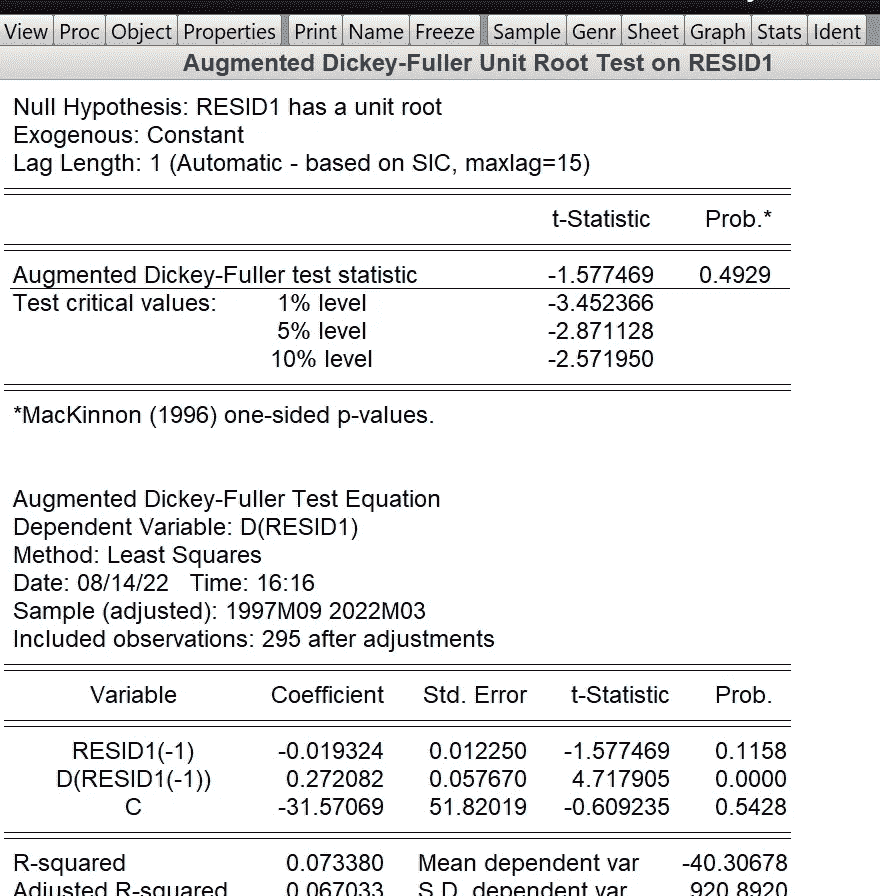 View Proc Object Properties Print Name Freeze Sample Genr Sheet Graph Stats Ident
Augmented Dickey-Fuller Unit Root Test on RESID1
Null Hypothesis: RESID1 has a unit root
Exogenous: Constant
Lag Length: 1 (Automatic - based on SIC, maxlag=15)
t-Statistic Prob.*
Augmented Dickey-Fuller test statistic -1.577469 0.4929
Test critical values: 1% level -3.452366
5% level -2.871128
10% level -2.571950
*MacKinnon (1996) one-sided p-values.
Augmented Dickey-Fuller Test Equation
Dependent Variable: D(RESID1)
Method: Least Squares
Date: 08/14/22 Time: 16:16
Sample (adjusted): 1997M09 2022M03
Included observations: 295 after adjustments
Variable Coefficient Std. Error t-Statistic Prob.
RESID1(-1) -0.019324 0.012250 -1.577469 0.1158
D(RESID1(-1)) 0.272082 0.057670 4.717905 0.0000
C -31.57069 51.82019 -0.609235 0.5428
R-squared 0.073380 Mean dependent var -40.30678
Adjusted R-squared 0.067033 S.D. dependent var 920.8920